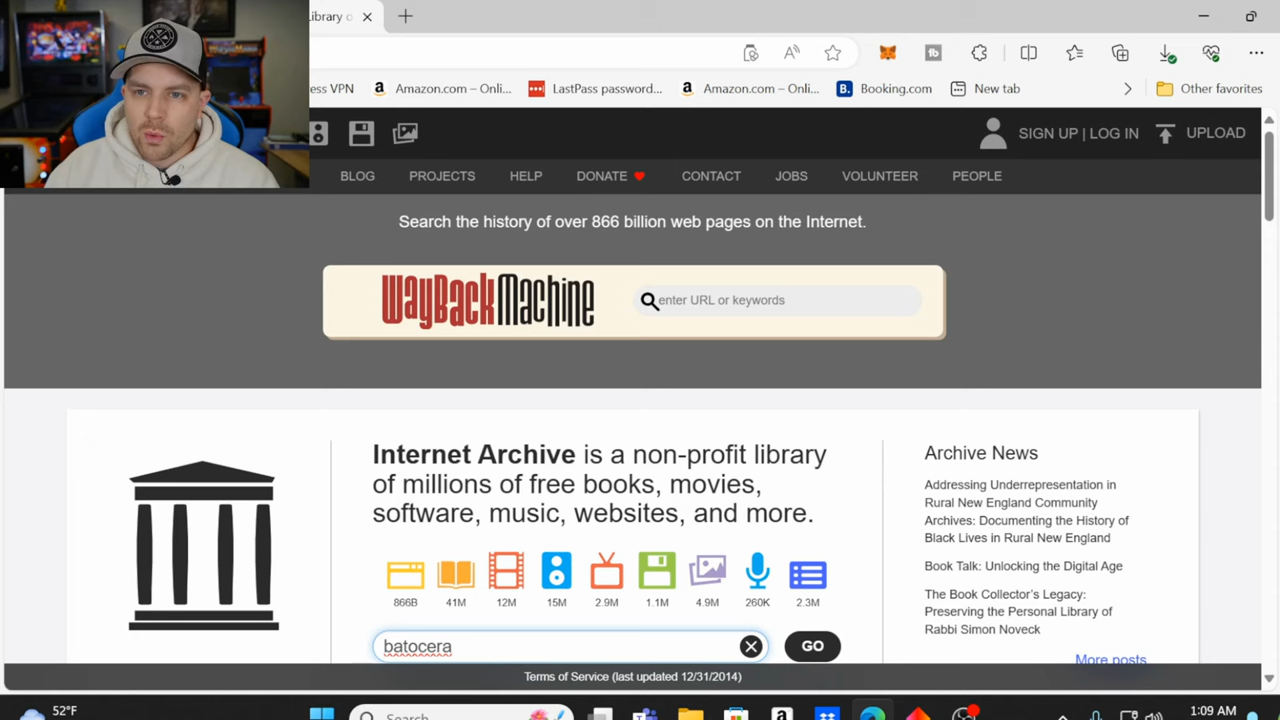 Library o
ess VPN
Amazon.com – Onli...
LastPass password...
Amazon.com – Onli...
Booking.com
New tab
Other favorites
SIGN UP | LOG IN
UPLOAD
BLOG
PROJECTS
HELP
DONATE
CONTACT
JOBS
VOLUNTEER
PEOPLE
Search the history of over 866 billion web pages on the Internet.
WayBackMachine
enter URL or keywords
Internet Archive is a non-profit library
of millions of free books, movies,
software, music, websites, and more.
866B
41M
12M
15M
2.9M
1.1M
4.9M
260K
2.3M
batocera
GO
Archive News
Addressing Underrepresentation in
Rural New England Community
Archives: Documenting the History of
Black Lives in Rural New England
Book Talk: Unlocking the Digital Age
The Book Collector's Legacy:
Preserving the Personal Library of
Rabbi Simon Noveck
More posts
Terms of Service (last updated 12/31/2014)
52°F
Search
1:09 AM